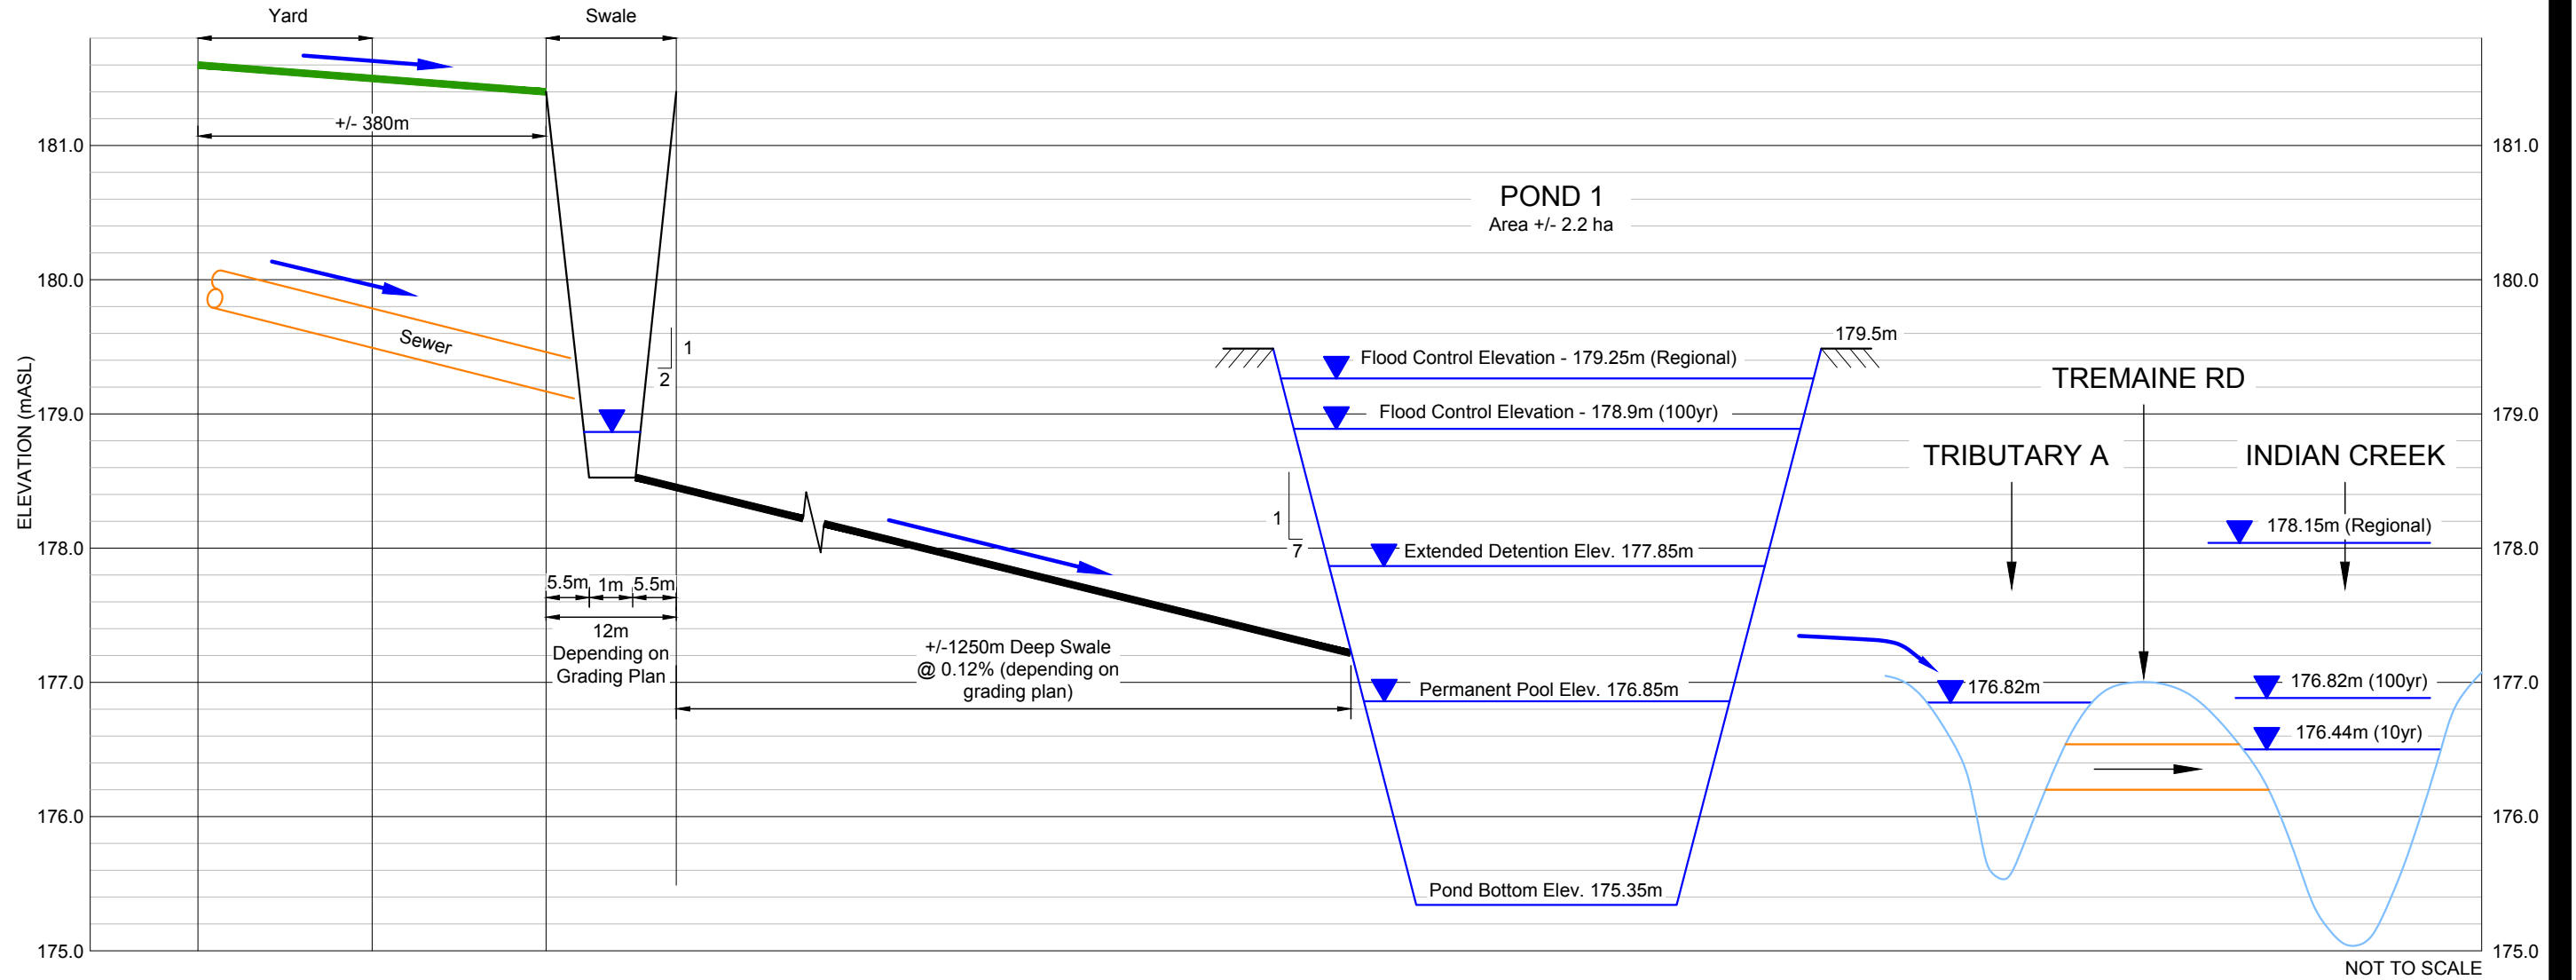 Yard
Swale
+/- 380m
181.0
181.0
POND 1
Area +/- 2.2 ha
180.0
180.0
Sewer
1
2
179.5m
Flood Control Elevation - 179.25m (Regional)
TREMAINE RD
Flood Control Elevation - 178.9m (100yr)
179.0
179.0
ELEVATION (mASL)
TRIBUTARY A
INDIAN CREEK
1
7
178.15m (Regional)
178.0
178.0
Extended Detention Elev. 177.85m
5.5m
1m
5.5m
12m
Depending on
Grading Plan
+/-1250m Deep Swale
@ 0.12% (depending on
grading plan)
177.0
177.0
Permanent Pool Elev. 176.85m
176.82m
176.82m (100yr)
176.44m (10yr)
176.0
176.0
Pond Bottom Elev. 175.35m
175.0
175.0
NOT TO SCALE